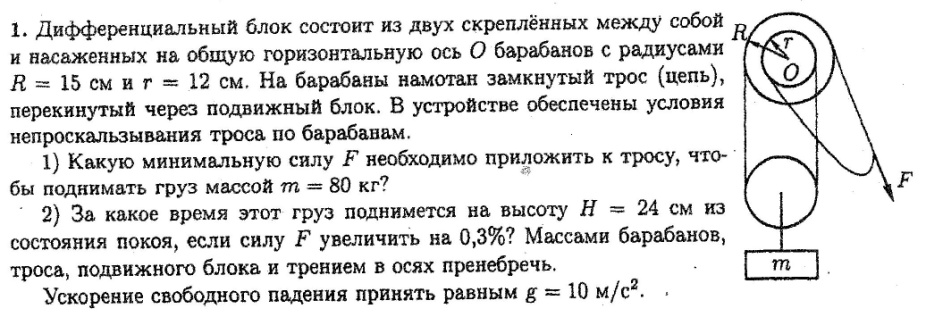 1. Дифференциальный блок состоит из двух скреплённых между собой
и насаженных на общую горизонтальную ось O барабанов с радиусами
R = 15 см и r = 12 см. На барабаны намотан замкнутый трос (цепь),
перекинутый через подвижный блок. В устройстве обеспечены условия
непроскальзывания троса по барабанам.
1) Какую минимальную силу F необходимо приложить к тросу, что-
бы поднимать груз массой m = 80 кг?
2) За какое время этот груз поднимется на высоту H = 24 см из
состояния покоя, если силу F увеличить на 0,3%? Массами барабанов,
троса, подвижного блока и трением в осях пренебречь.
Ускорение свободного падения принять равным g = 10 м/с².
R
r
O
F
m